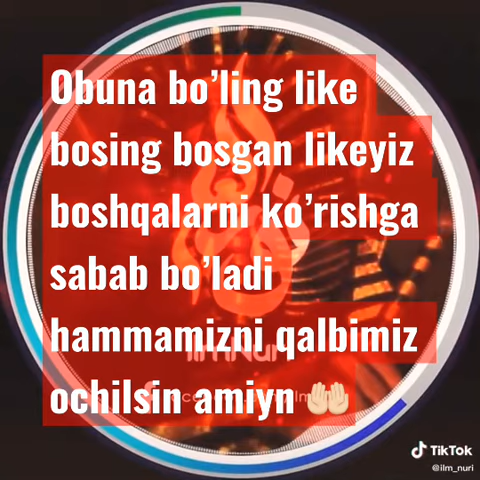 Obuna bo’ling like
bosing bosgan likeyiz
boshqalarni ko’rishga
sabab bo’ladi
hammamizni qalbimiz
ochilsin amiyn 🤲🏻
ilmNuri
TikTok
@ilm_nuri